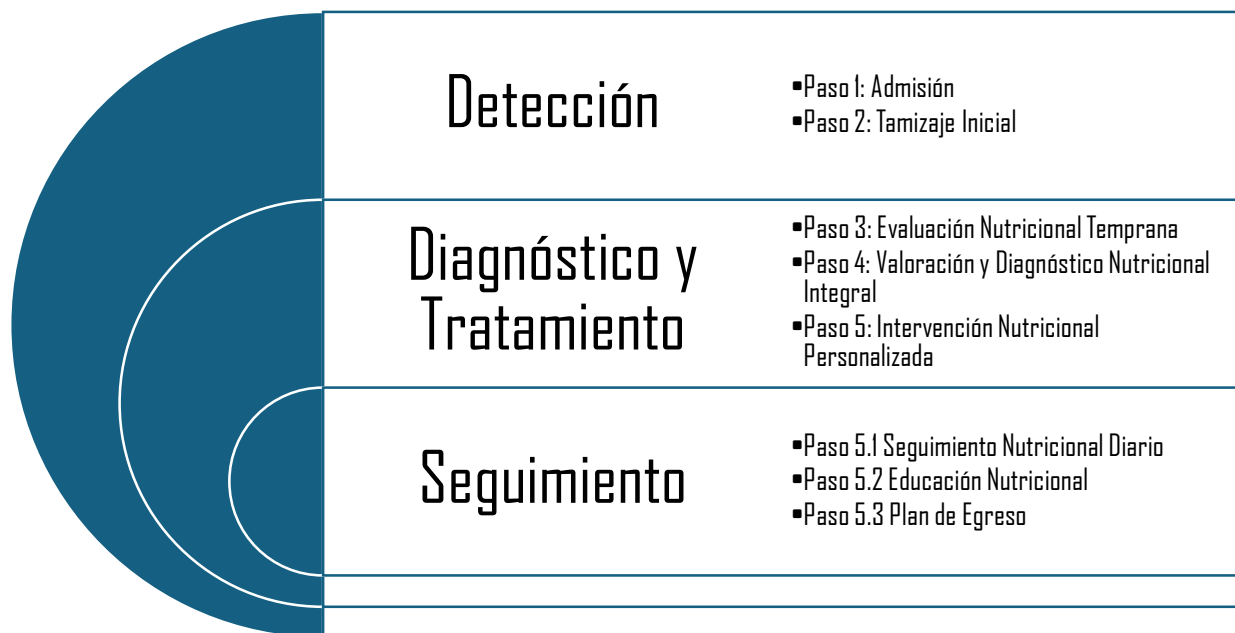 Detección
▪Paso 1: Admisión
▪Paso 2: Tamizaje Inicial
Diagnóstico y
Tratamiento
▪Paso 3: Evaluación Nutricional Temprana
▪Paso 4: Valoración y Diagnóstico Nutricional
Integral
▪Paso 5: Intervención Nutricional
Personalizada
Seguimiento
▪Paso 5.1 Seguimiento Nutricional Diario
▪Paso 5.2 Educación Nutricional
▪Paso 5.3 Plan de Egreso